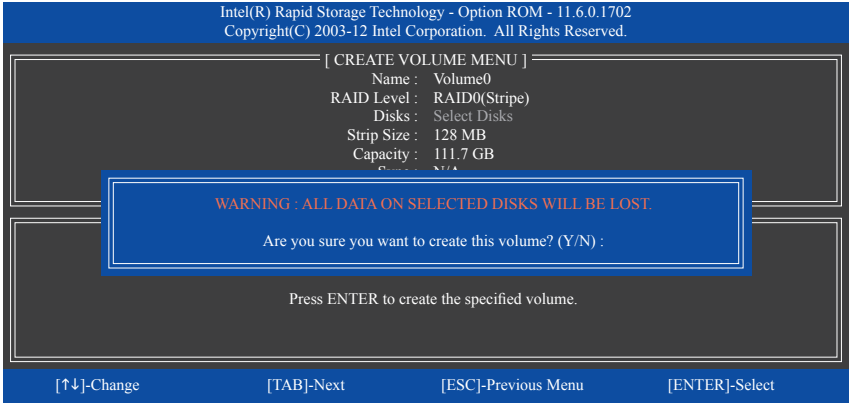 Intel(R) Rapid Storage Technology - Option ROM - 11.6.0.1702
Copyright(C) 2003-12 Intel Corporation. All Rights Reserved.
[ CREATE VOLUME MENU ]
Name : Volume0
RAID Level : RAID0(Stripe)
Disks : Select Disks
Strip Size : 128 MB
Capacity : 111.7 GB
Sync : N/A
WARNING : ALL DATA ON SELECTED DISKS WILL BE LOST.
Are you sure you want to create this volume? (Y/N) :
Press ENTER to create the specified volume.
[↑↓]-Change [TAB]-Next [ESC]-Previous Menu [ENTER]-Select